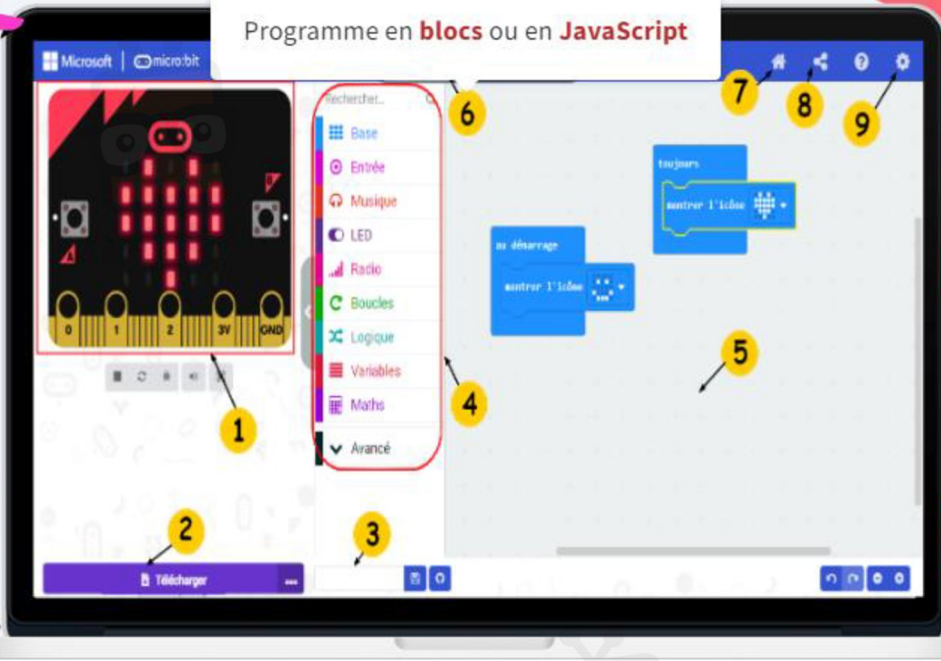 Programme en blocs ou en JavaScript
Microsoft | micro:bit
7
8
9
6
Rechercher...
Base
Entrée
Musique
LED
Radio
Boucles
Logique
Variables
Maths
Avancé
B
A
0 1 2 3V GND
toujours
montrer l'icône
au démarrage
montrer l'icône
1
4
5
2
3
Télécharger